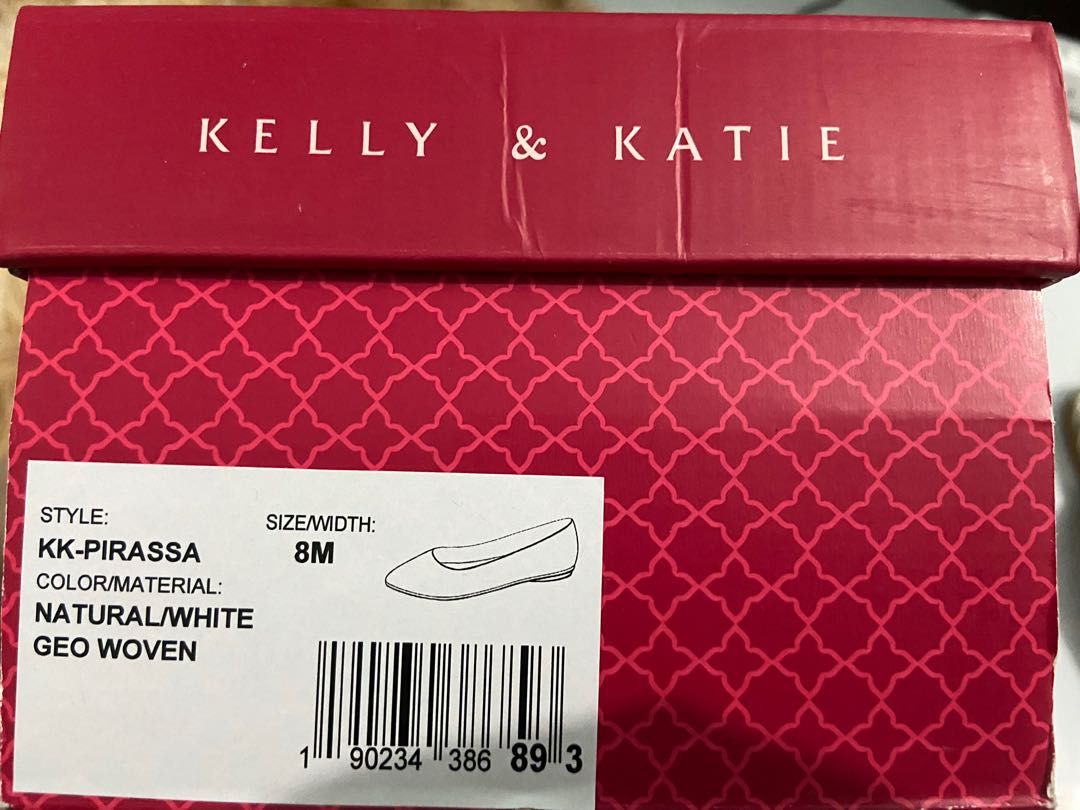 KELLY & KATIE
STYLE:
KK-PIRASSA
COLOR/MATERIAL:
NATURAL/WHITE
GEO WOVEN
SIZE/WIDTH:
8M
1 90234 386 89 3